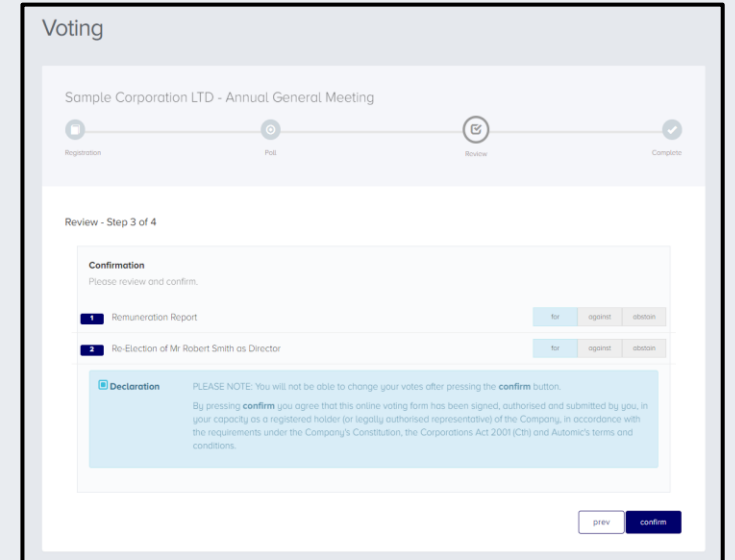 Voting
Sample Corporation LTD - Annual General Meeting
Registration Poll Review Complete
Review - Step 3 of 4
Confirmation
Please review and confirm.
1 Remuneration Report for against abstain
2 Re-Election of Mr Robert Smith as Director for against abstain
Declaration PLEASE NOTE: You will not be able to change your votes after pressing the confirm button.
By pressing confirm you agree that this online voting form has been signed, authorised and submitted by you, in
your capacity as a registered holder (or legally authorised representative) of the Company, in accordance with
the requirements under the Company's Constitution, the Corporations Act 2001 (Cth) and Automic's terms and
conditions.
prev confirm